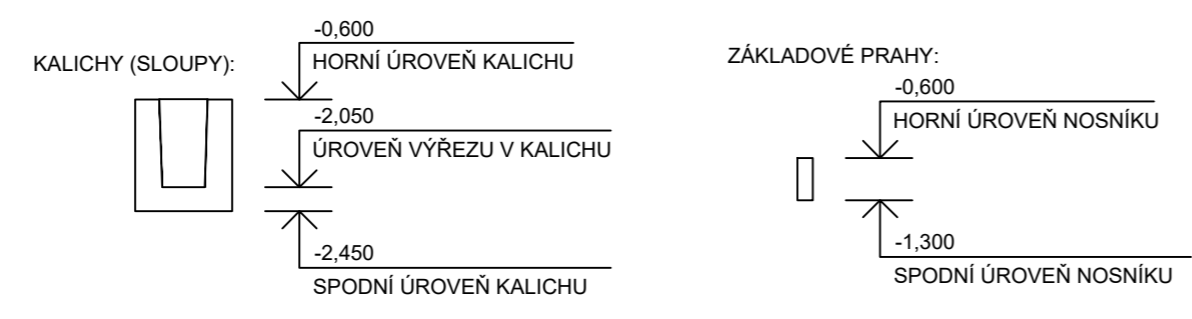 KALICHY (SLOUPY):
-0,600
HORNÍ ÚROVEŇ KALICHU
-2,050
ÚROVEŇ VÝŘEZU V KALICHU
-2,450
SPODNÍ ÚROVEŇ KALICHU
ZÁKLADOVÉ PRAHY:
-0,600
HORNÍ ÚROVEŇ NOSNÍKU
-1,300
SPODNÍ ÚROVEŇ NOSNÍKU